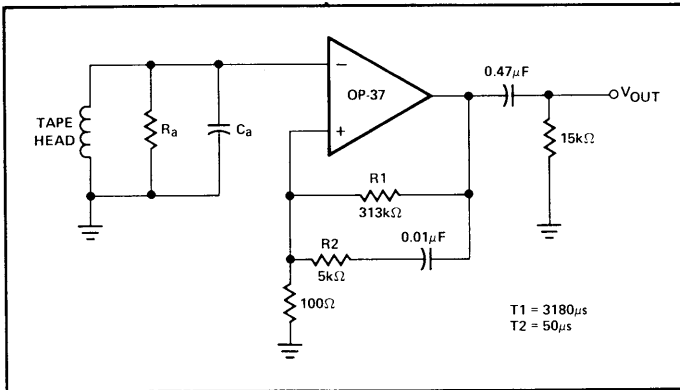 0.47µF
−
OP-37
+
VOUT
TAPE
HEAD
Ra
Ca
15kΩ
R1
313kΩ
0.01µF
R2
5kΩ
100Ω
T1 = 3180µs
T2 = 50µs